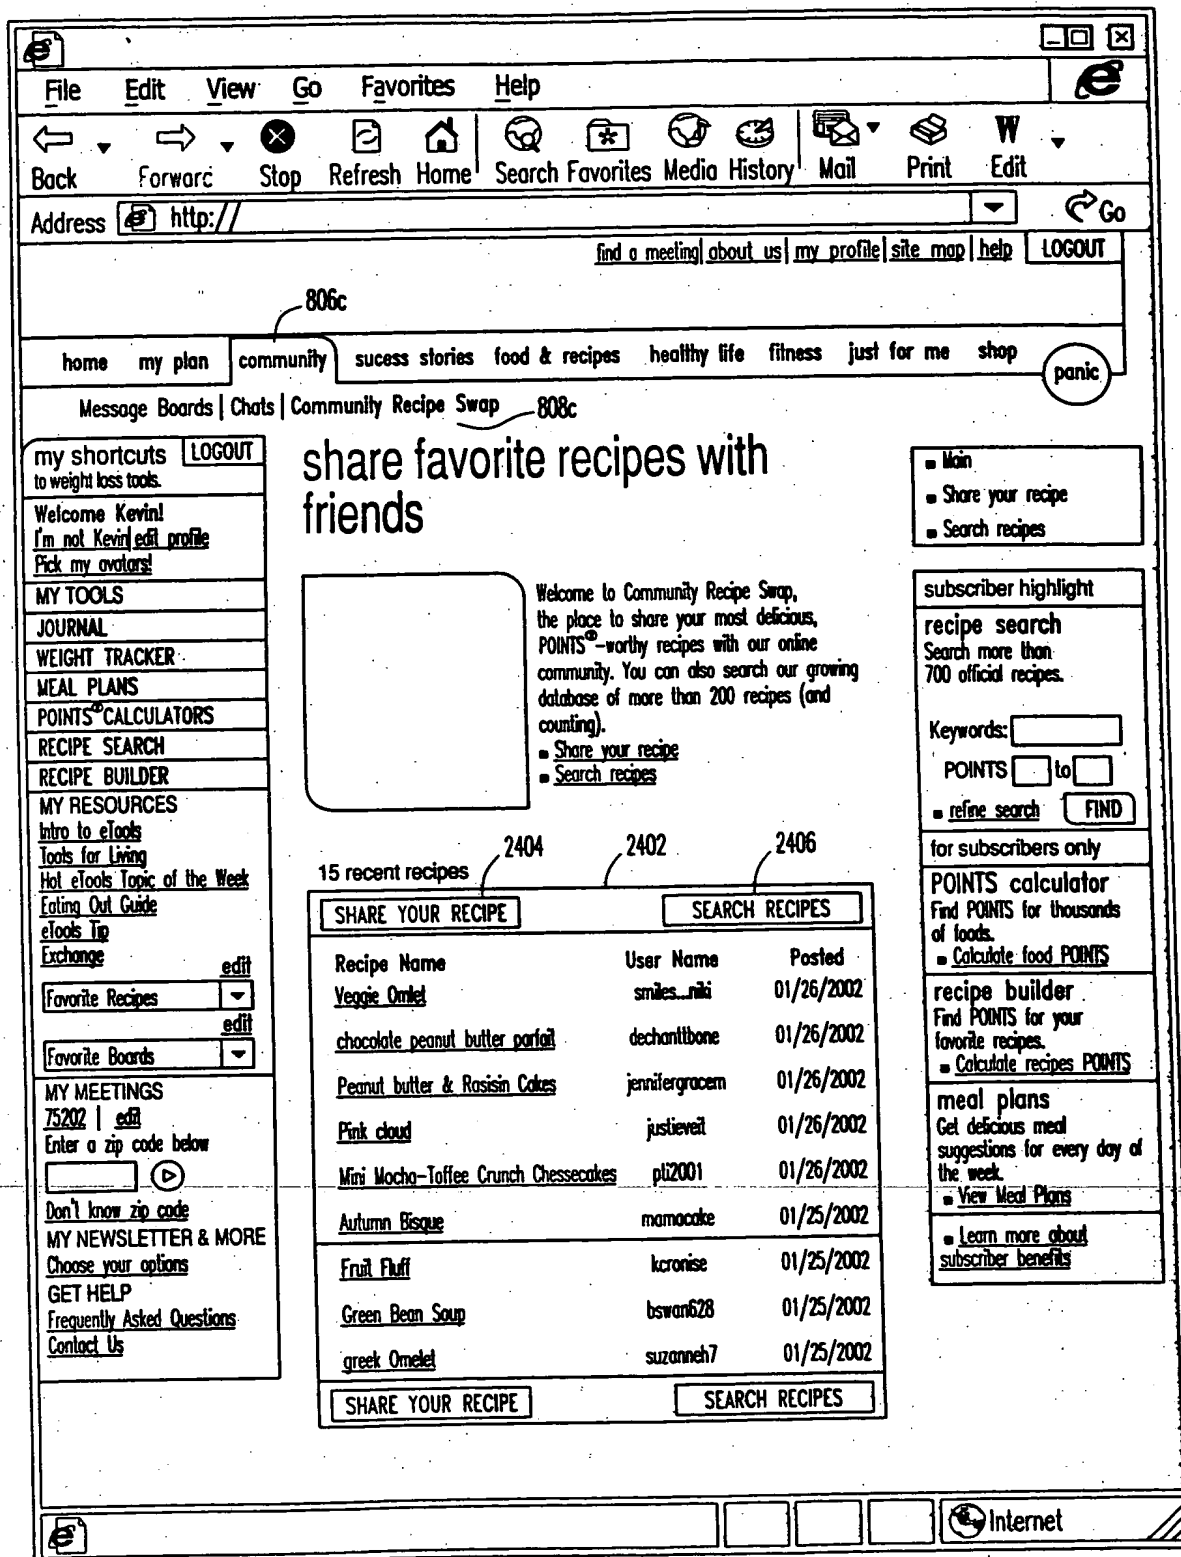 File Edit View Go Favorites Help
Back Forward Stop Refresh Home Search Favorites Media History Mail Print Edit
Address http:// Go
find a meeting| about us| my profile| site map| help LOGOUT
806c
home my plan community sucess stories food & recipes healthy life fitness just for me shop panic
Message Boards | Chats | Community Recipe Swap 808c
my shortcuts LOGOUT
to weight loss tools.
Welcome Kevin!
I'm not Kevin| edit profile
Pick my avatars!
MY TOOLS
JOURNAL
WEIGHT TRACKER
MEAL PLANS
POINTS® CALCULATORS
RECIPE SEARCH
RECIPE BUILDER
MY RESOURCES
Intro to eTools
Tools for Living
Hot eTools Topic of the Week
Eating Out Guide
eTools Tip
Exchange
edit
Favorite Recipes
edit
Favorite Boards
MY MEETINGS
75202 | edit
Enter a zip code below
Don't know zip code
MY NEWSLETTER & MORE
Choose your options
GET HELP
Frequently Asked Questions
Contact Us
share favorite recipes with
friends
Welcome to Community Recipe Swap,
the place to share your most delicious,
POINTS®-worthy recipes with our online
community. You can also search our growing
database of more than 200 recipes (and
counting).
Share your recipe
Search recipes
2404 2402 2406
15 recent recipes
SHARE YOUR RECIPE SEARCH RECIPES
Recipe Name User Name Posted
Veggie Omlet smiles...niki 01/26/2002
chocolate peanut butter parfait dechanttbone 01/26/2002
Peanut butter & Rasisin Cakes jennifergracem 01/26/2002
Pink cloud justieveit 01/26/2002
Mini Mocha-Toffee Crunch Chessecakes pti2001 01/26/2002
Autumn Bisque mamacake 01/25/2002
Fruit Fluff kcronise 01/25/2002
Green Bean Soup bswan628 01/25/2002
greek Omelet suzanneh7 01/25/2002
SHARE YOUR RECIPE SEARCH RECIPES
Main
Share your recipe
Search recipes
subscriber highlight
recipe search
Search more than
700 official recipes.
Keywords:
POINTS to
refine search FIND
for subscribers only
POINTS calculator
Find POINTS for thousands
of foods.
Calculate food POINTS
recipe builder
Find POINTS for your
favorite recipes.
Calculate recipes POINTS
meal plans
Get delicious meal
suggestions for every day of
the week.
View Meal Plans
Learn more about
subscriber benefits
Internet